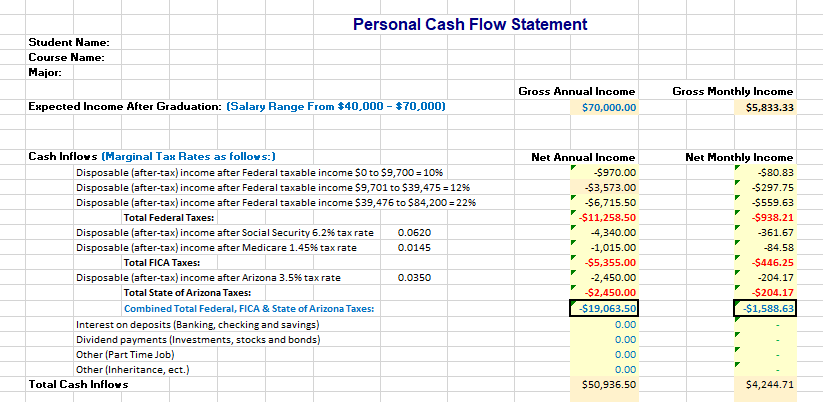 Personal Cash Flow Statement
Student Name:
Course Name:
Major:
Gross Annual Income Gross Monthly Income
Expected Income After Graduation: (Salary Range From $40,000 - $70,000) $70,000.00 $5,833.33
Cash Inflows (Marginal Tax Rates as follows:) Net Annual Income Net Monthly Income
Disposable (after-tax) income after Federal taxable income $0 to $9,700 = 10% -$970.00 -$80.83
Disposable (after-tax) income after Federal taxable income $9,701 to $39,475 = 12% -$3,573.00 -$297.75
Disposable (after-tax) income after Federal taxable income $39,476 to $84,200 = 22% -$6,715.50 -$559.63
Total Federal Taxes: -$11,258.50 -$938.21
Disposable (after-tax) income after Social Security 6.2% tax rate 0.0620 -4,340.00 -361.67
Disposable (after-tax) income after Medicare 1.45% tax rate 0.0145 -1,015.00 -84.58
Total FICA Taxes: -$5,355.00 -$446.25
Disposable (after-tax) income after Arizona 3.5% tax rate 0.0350 -2,450.00 -204.17
Total State of Arizona Taxes: -$2,450.00 -$204.17
Combined Total Federal, FICA & State of Arizona Taxes: -$19,063.50 -$1,588.63
Interest on deposits (Banking, checking and savings) 0.00 -
Dividend payments (Investments, stocks and bonds) 0.00 -
Other (Part Time Job) 0.00 -
Other (Inheritance, ect.) 0.00 -
Total Cash Inflows $50,936.50 $4,244.71